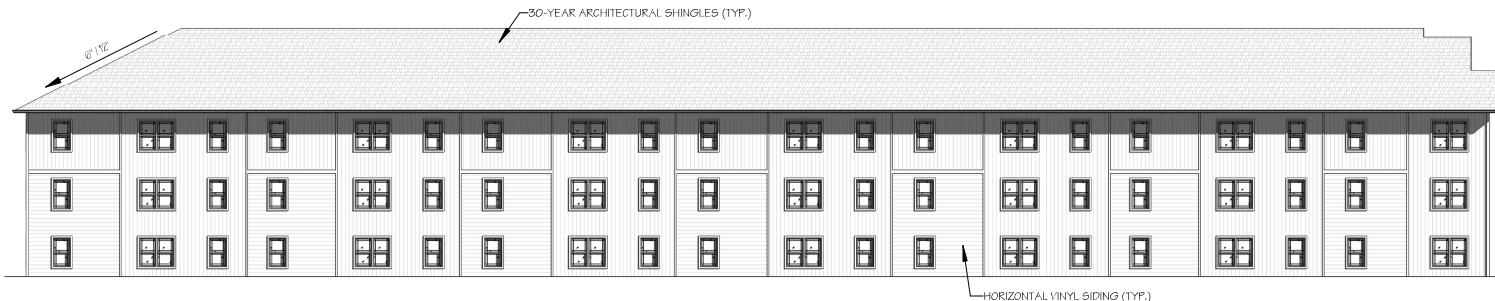 30-YEAR ARCHITECTURAL SHINGLES (TYP.)
6" / 12"
HORIZONTAL VINYL SIDING (TYP.)